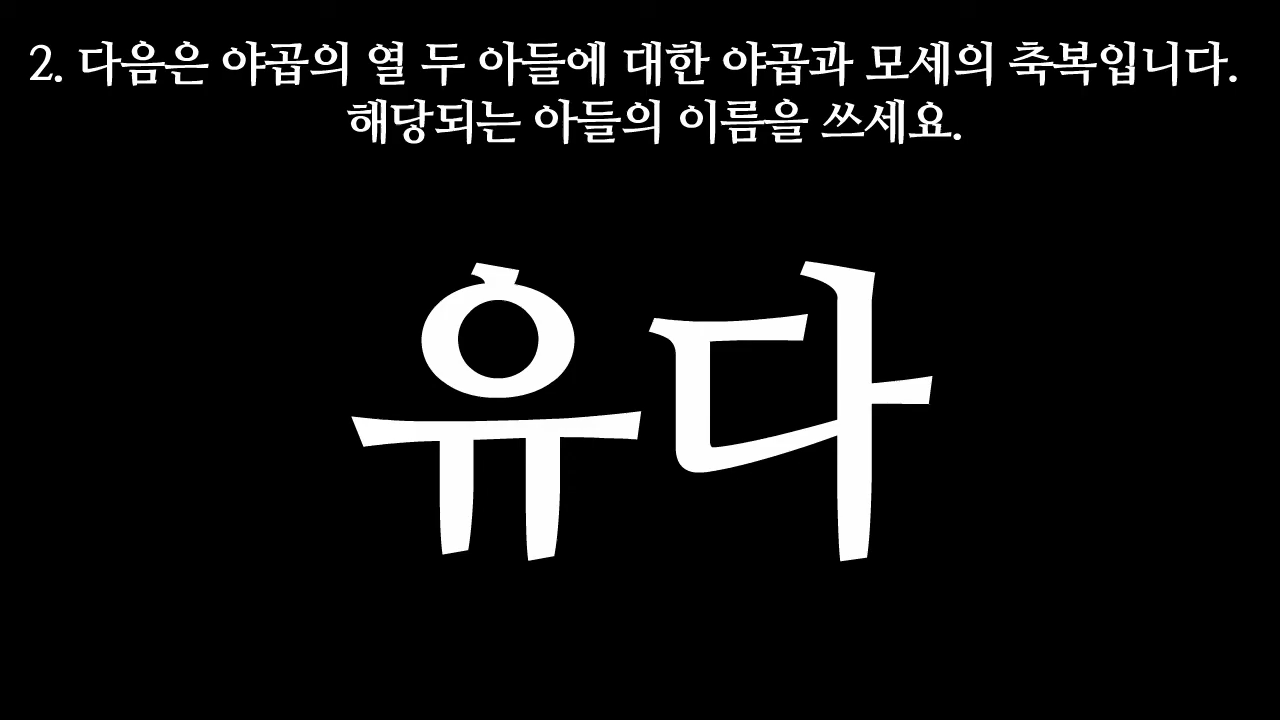 2. 다음은 야곱의 열 두 아들에 대한 야곱과 모세의 축복입니다.
해당되는 아들의 이름을 쓰세요.
유다